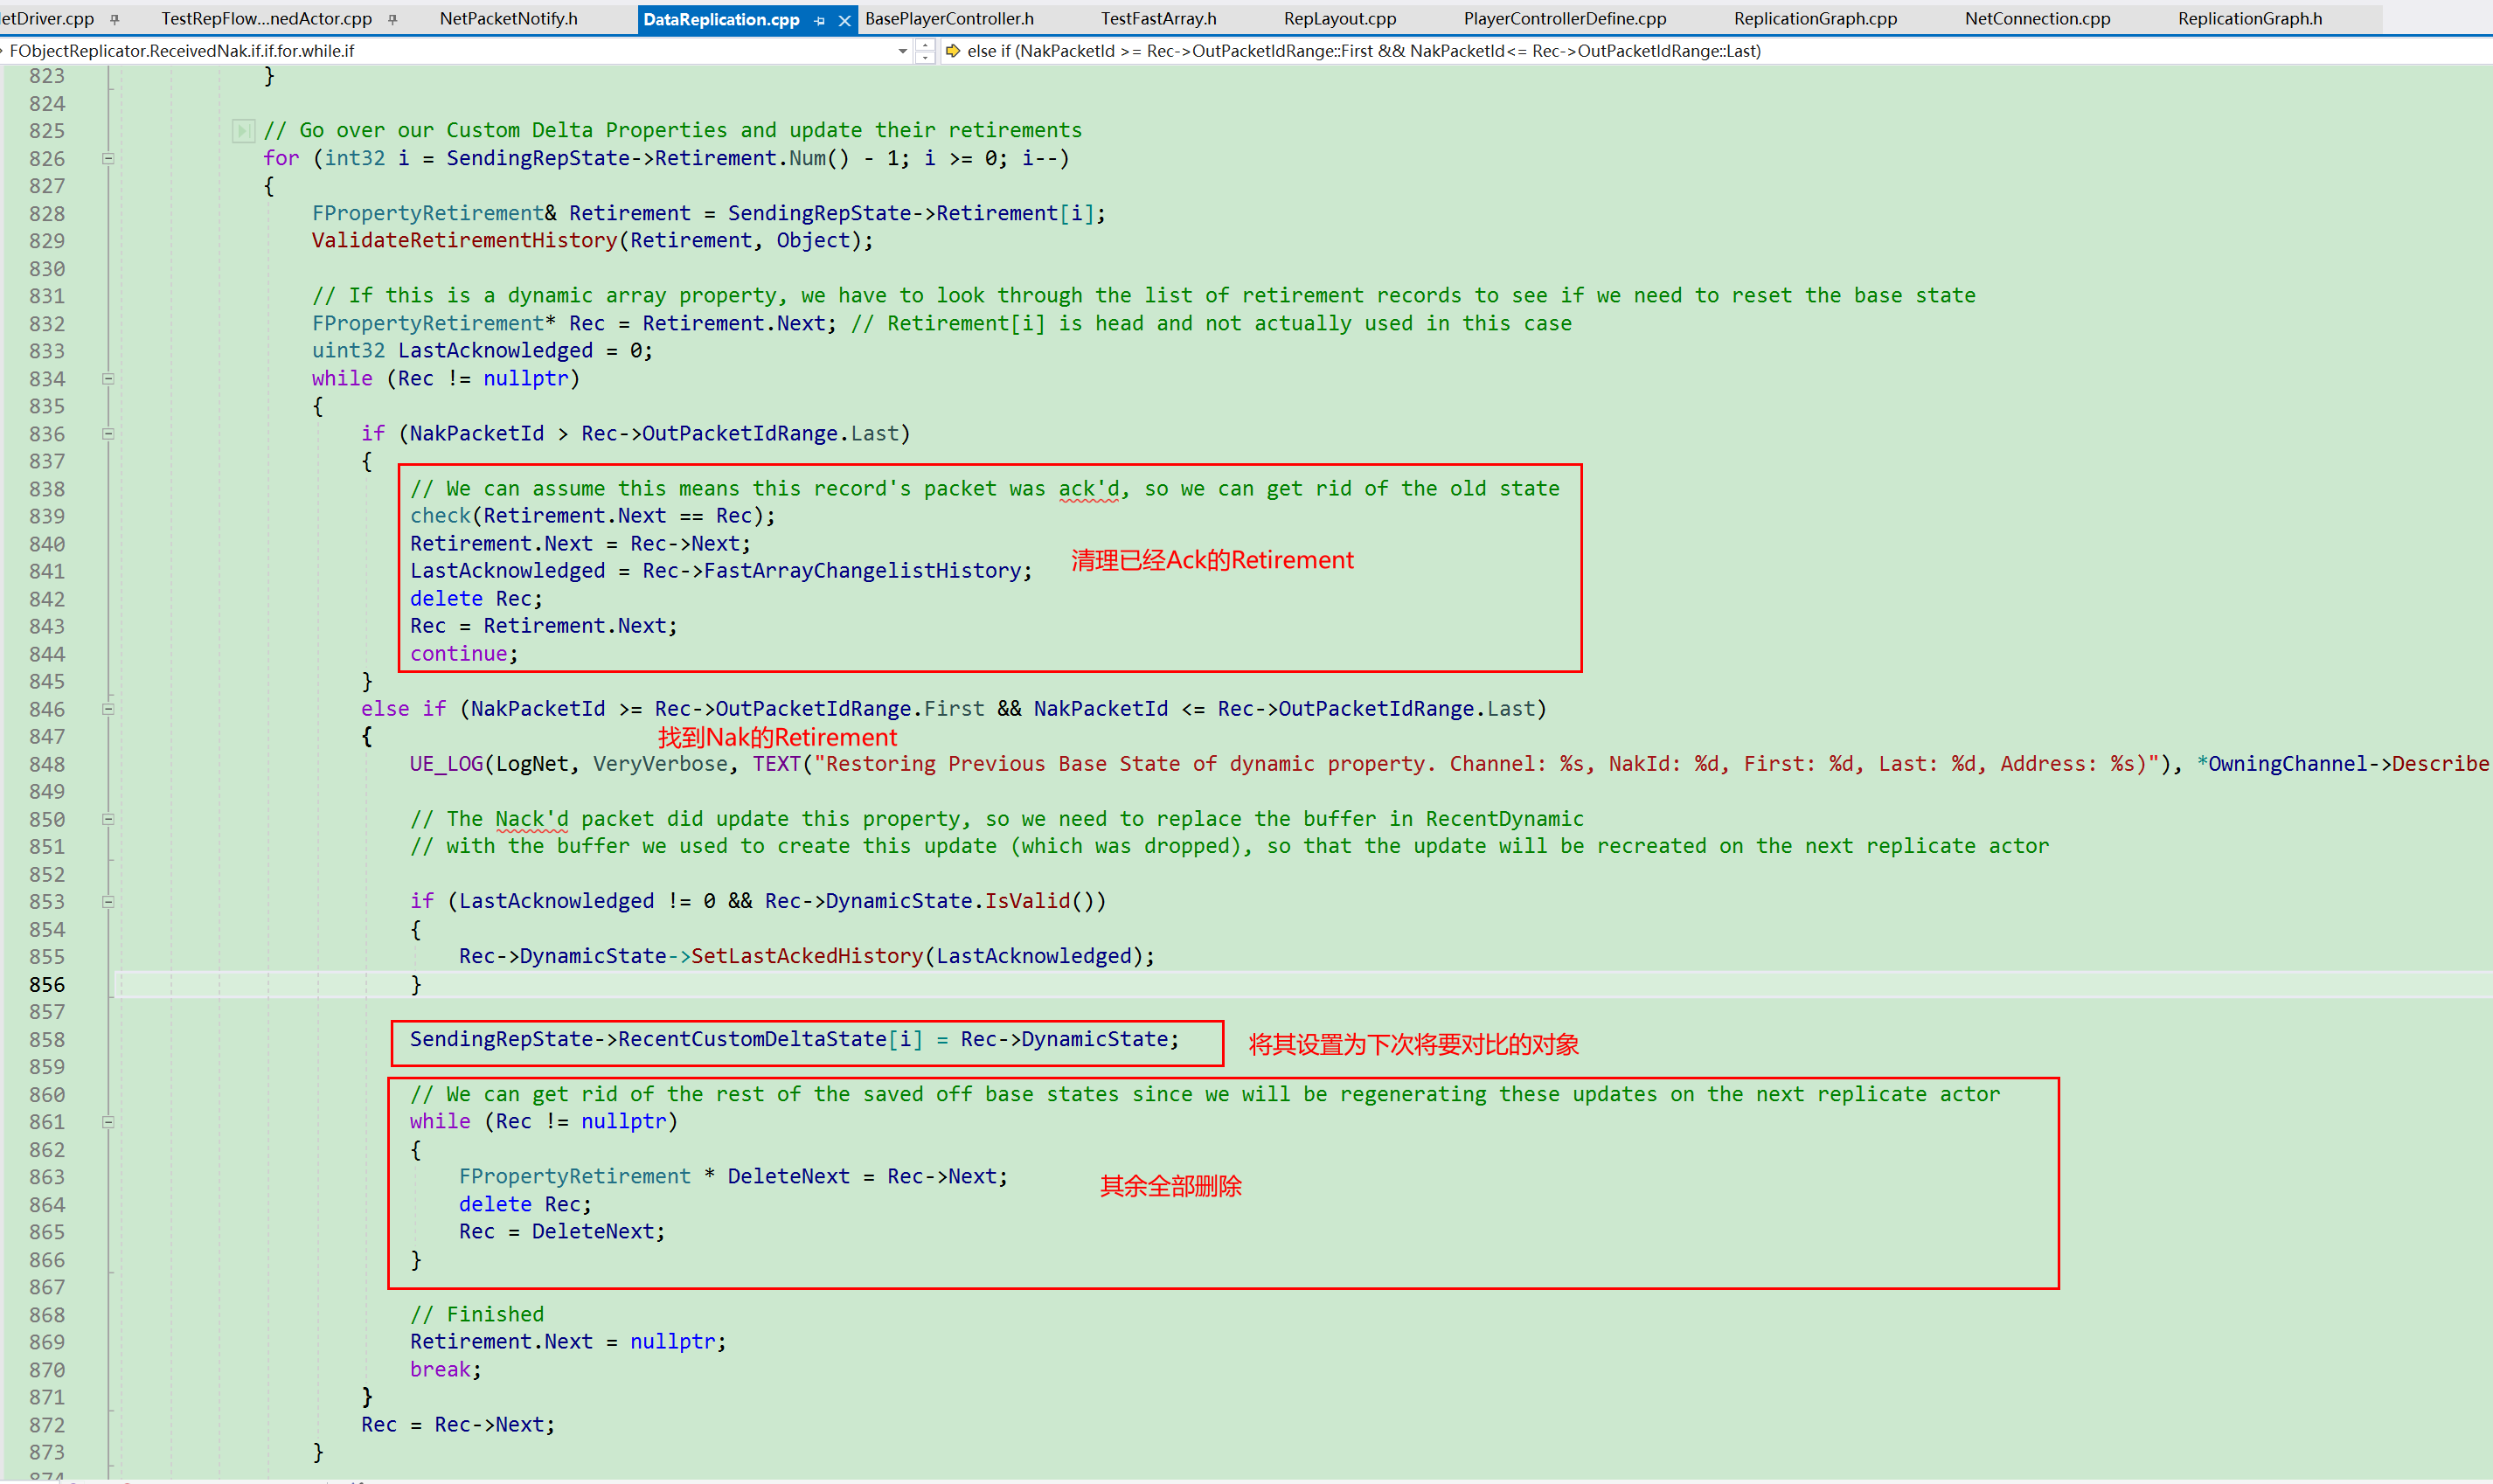 etDriver.cpp TestRepFlow...nedActor.cpp NetPacketNotify.h DataReplication.cpp BasePlayerController.h TestFastArray.h RepLayout.cpp PlayerControllerDefine.cpp ReplicationGraph.cpp NetConnection.cpp ReplicationGraph.h
FObjectReplicator.ReceivedNak.if.if.for.while.if else if (NakPacketId >= Rec->OutPacketIdRange::First && NakPacketId<= Rec->OutPacketIdRange::Last)
823 }
824
825 // Go over our Custom Delta Properties and update their retirements
826 for (int32 i = SendingRepState->Retirement.Num() - 1; i >= 0; i--)
827 {
828 FPropertyRetirement& Retirement = SendingRepState->Retirement[i];
829 ValidateRetirementHistory(Retirement, Object);
830
831 // If this is a dynamic array property, we have to look through the list of retirement records to see if we need to reset the base state
832 FPropertyRetirement* Rec = Retirement.Next; // Retirement[i] is head and not actually used in this case
833 uint32 LastAcknowledged = 0;
834 while (Rec != nullptr)
835 {
836 if (NakPacketId > Rec->OutPacketIdRange.Last)
837 {
838 // We can assume this means this record's packet was ack'd, so we can get rid of the old state
839 check(Retirement.Next == Rec);
840 Retirement.Next = Rec->Next;
清理已经Ack的Retirement
841 LastAcknowledged = Rec->FastArrayChangelistHistory;
842 delete Rec;
843 Rec = Retirement.Next;
844 continue;
845 }
846 else if (NakPacketId >= Rec->OutPacketIdRange.First && NakPacketId <= Rec->OutPacketIdRange.Last)
847 { 找到Nak的Retirement
848 UE_LOG(LogNet, VeryVerbose, TEXT("Restoring Previous Base State of dynamic property. Channel: %s, NakId: %d, First: %d, Last: %d, Address: %s)"), *OwningChannel->Describe
849
850 // The Nack'd packet did update this property, so we need to replace the buffer in RecentDynamic
851 // with the buffer we used to create this update (which was dropped), so that the update will be recreated on the next replicate actor
852
853 if (LastAcknowledged != 0 && Rec->DynamicState.IsValid())
854 {
855 Rec->DynamicState->SetLastAckedHistory(LastAcknowledged);
856 }
857
858 SendingRepState->RecentCustomDeltaState[i] = Rec->DynamicState; 将其设置为下次将要对比的对象
859
860 // We can get rid of the rest of the saved off base states since we will be regenerating these updates on the next replicate actor
861 while (Rec != nullptr)
862 {
863 FPropertyRetirement * DeleteNext = Rec->Next; 其余全部删除
864 delete Rec;
865 Rec = DeleteNext;
866 }
867
868 // Finished
869 Retirement.Next = nullptr;
870 break;
871 }
872 Rec = Rec->Next;
873 }
874